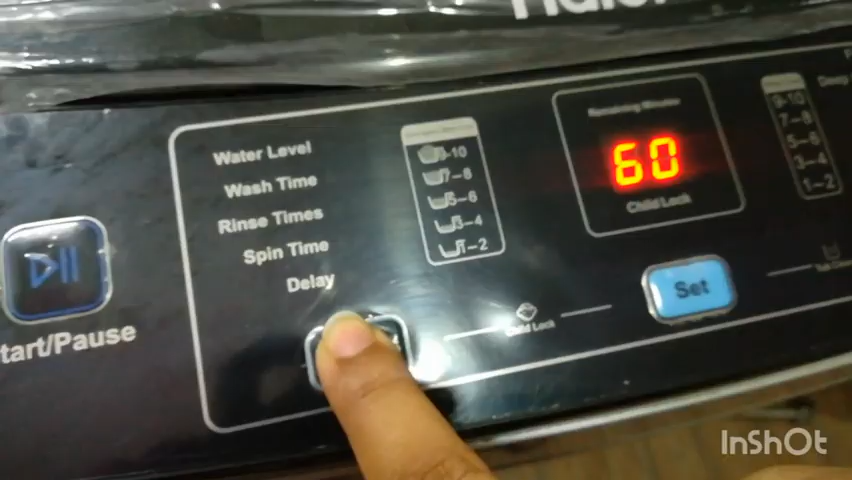 Haier
Water Level
Wash Time
Rinse Times
Spin Time
Delay
9-10
7-8
5-6
3-4
1-2
Remaining Minutes
60
Child Lock
9-10
7-8
5-6
3-4
1-2
Set
Child Lock
Start/Pause
InShOt